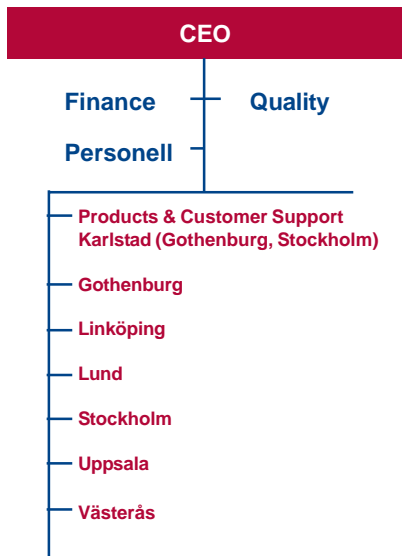 CEO
Finance
Quality
Personell
Products & Customer Support
Karlstad (Gothenburg, Stockholm)
Gothenburg
Linköping
Lund
Stockholm
Uppsala
Västerås